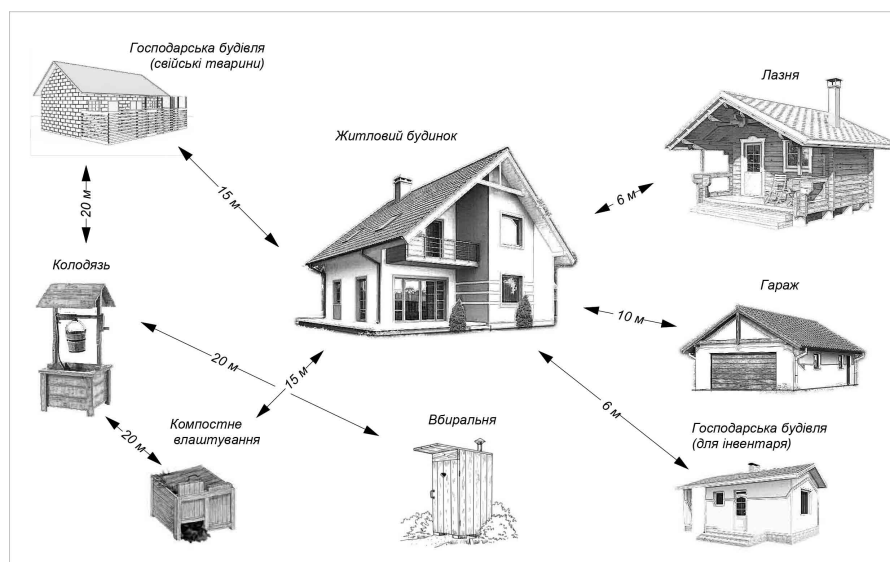 Господарська будівля
(свійські тварини)
Лазня
Житловий будинок
15 м
6 м
20 м
Колодязь
Гараж
10 м
20 м
15 м
6 м
Компостне
влаштування
Вбиральня
Господарська будівля
(для інвентаря)
20 м